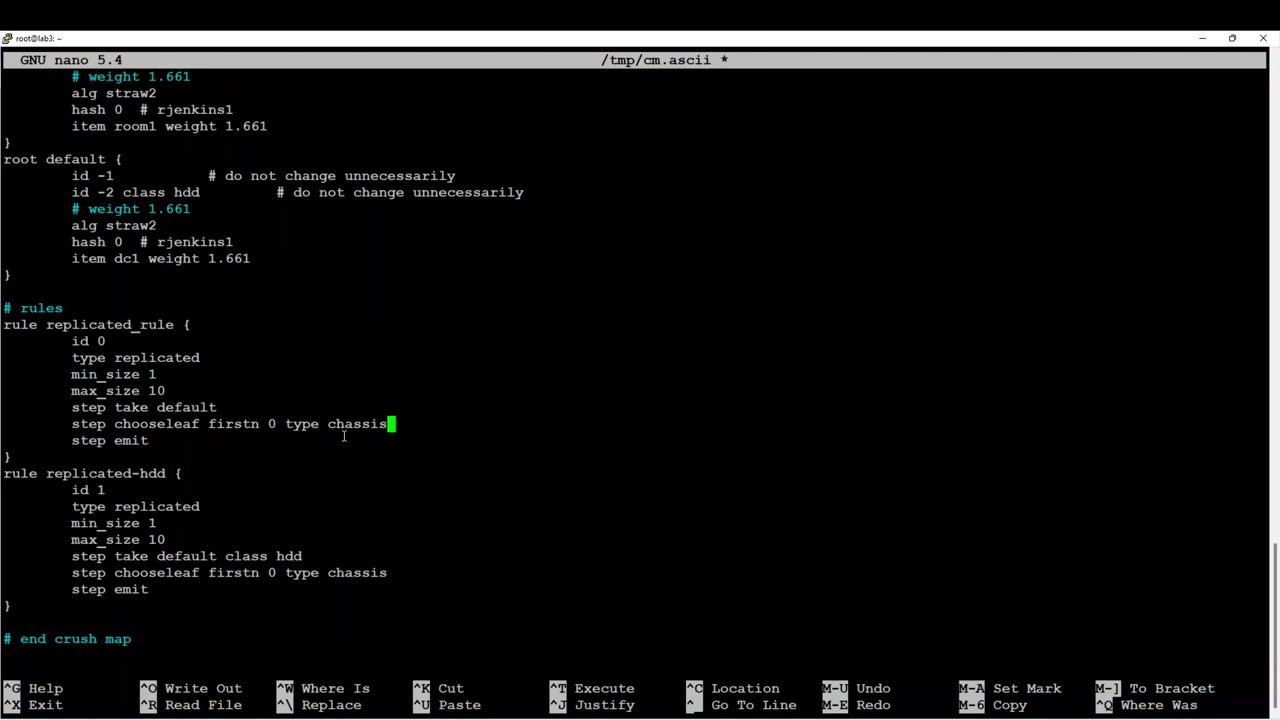 root@lab3: ~
GNU nano 5.4 /tmp/cm.ascii *
# weight 1.661
alg straw2
hash 0  # rjenkins1
item room1 weight 1.661
}
root default {
id -1 # do not change unnecessarily
id -2 class hdd # do not change unnecessarily
# weight 1.661
alg straw2
hash 0  # rjenkins1
item dc1 weight 1.661
}
# rules
rule replicated_rule {
id 0
type replicated
min_size 1
max_size 10
step take default
step chooseleaf firstn 0 type chassis
step emit
}
rule replicated-hdd {
id 1
type replicated
min_size 1
max_size 10
step take default class hdd
step chooseleaf firstn 0 type chassis
step emit
}
# end crush map
^G Help ^O Write Out ^W Where Is ^K Cut ^T Execute ^C Location M-U Undo M-A Set Mark M-] To Bracket
^X Exit ^R Read File ^\ Replace ^U Paste ^J Justify ^_ Go To Line M-E Redo M-6 Copy ^Q Where Was